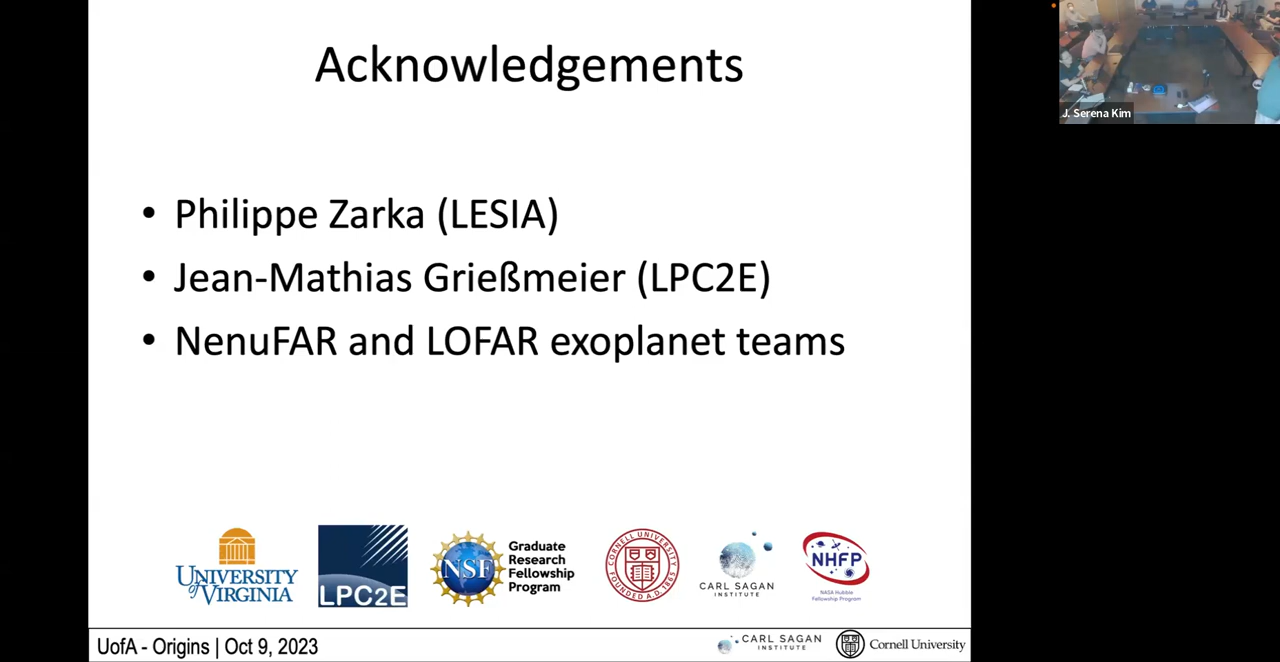 Acknowledgements
J. Serena Kim
• Philippe Zarka (LESIA)
• Jean-Mathias Grießmeier (LPC2E)
• NenuFAR and LOFAR exoplanet teams
UNIVERSITY
of VIRGINIA
LPC2E
NSF
Graduate
Research
Fellowship
Program
CORNELL UNIVERSITY
FOUNDED A.D. 1865
CARL SAGAN
INSTITUTE
NHFP
NASA Hubble
Fellowship Program
UofA - Origins | Oct 9, 2023
CARL SAGAN
INSTITUTE
Cornell University